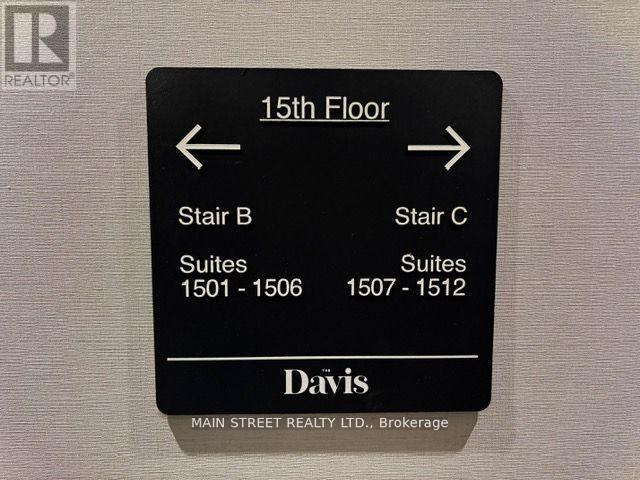 R
REALTOR®
15th Floor
← →
Stair B Stair C
Suites Suites
1501 - 1506 1507 - 1512
THE
Davis
MAIN STREET REALTY LTD., Brokerage